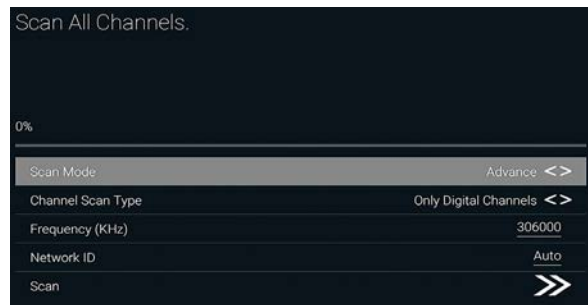 Scan All Channels.
0%
Scan Mode Advance <>
Channel Scan Type Only Digital Channels <>
Frequency (KHz) 306000
Network ID Auto
Scan